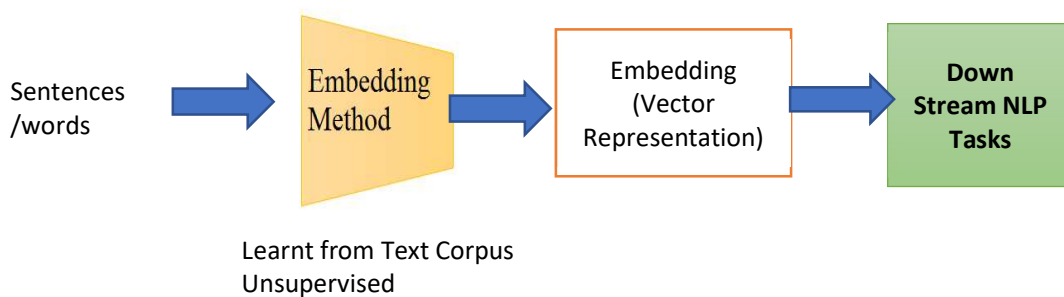 Sentences
/words
Embedding
Method
Embedding
(Vector
Representation)
Down
Stream NLP
Tasks
Learnt from Text Corpus
Unsupervised